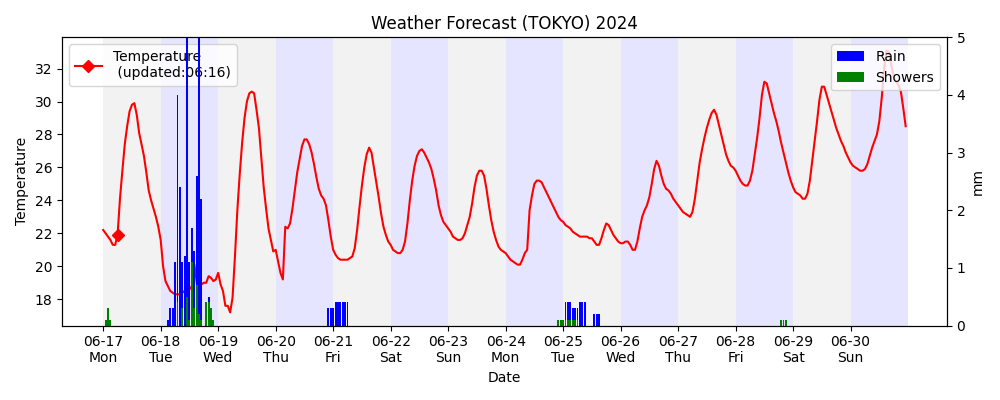 Weather Forecast (TOKYO) 2024
Temperature
(updated:06:16)
Rain
Showers
Temperature
32
30
28
26
24
22
20
18
mm
5
4
3
2
1
0
06-17 06-18 06-19 06-20 06-21 06-22 06-23 06-24 06-25 06-26 06-27 06-28 06-29 06-30
Mon Tue Wed Thu Fri Sat Sun Mon Tue Wed Thu Fri Sat Sun
Date